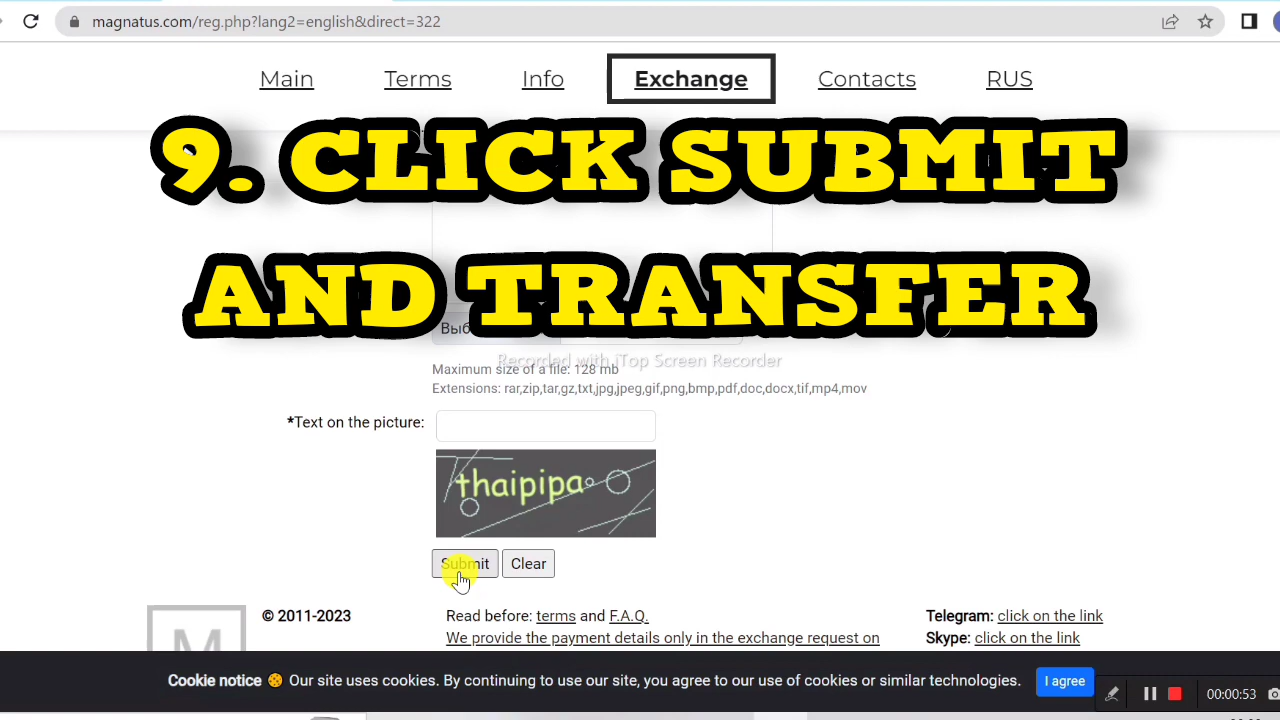 magnatus.com/reg.php?lang2=english&direct=322
Main Terms Info Exchange Contacts RUS
9. CLICK SUBMIT
AND TRANSFER
Выб
Recorded with iTop Screen Recorder
Maximum size of a file: 128 mb
Extensions: rar,zip,tar,gz,txt,jpg,jpeg,gif,png,bmp,pdf,doc,docx,tif,mp4,mov
*Text on the picture:
thaipipa
Submit Clear
© 2011-2023 Read before: terms and F.A.Q. Telegram: click on the link
We provide the payment details only in the exchange request on Skype: click on the link
M
Cookie notice 🍪 Our site uses cookies. By continuing to use our site, you agree to our use of cookies or similar technologies. I agree
00:00:53